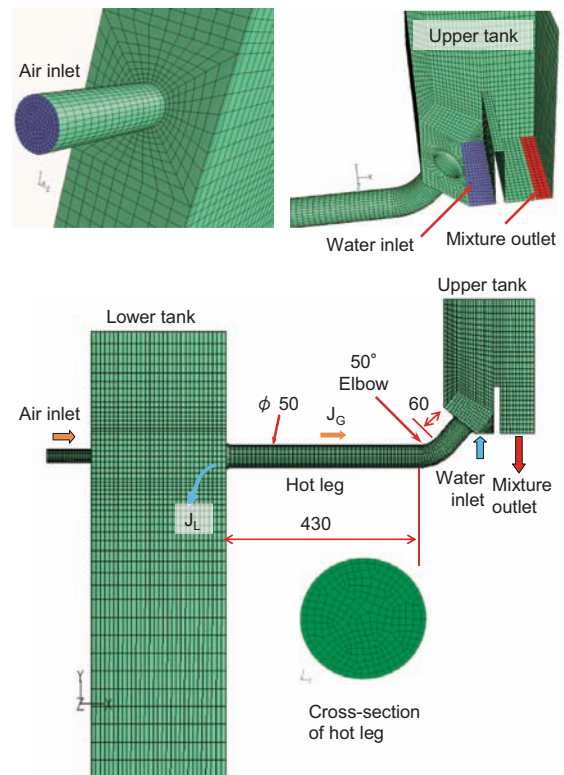 Air inlet
Upper tank
Water inlet
Mixture outlet
Upper tank
Lower tank
50°
Elbow
60
Air inlet
ϕ 50
J_G
Hot leg
Water
inlet
Mixture
outlet
J_L
430
Y
Z X
Cross-section
of hot leg